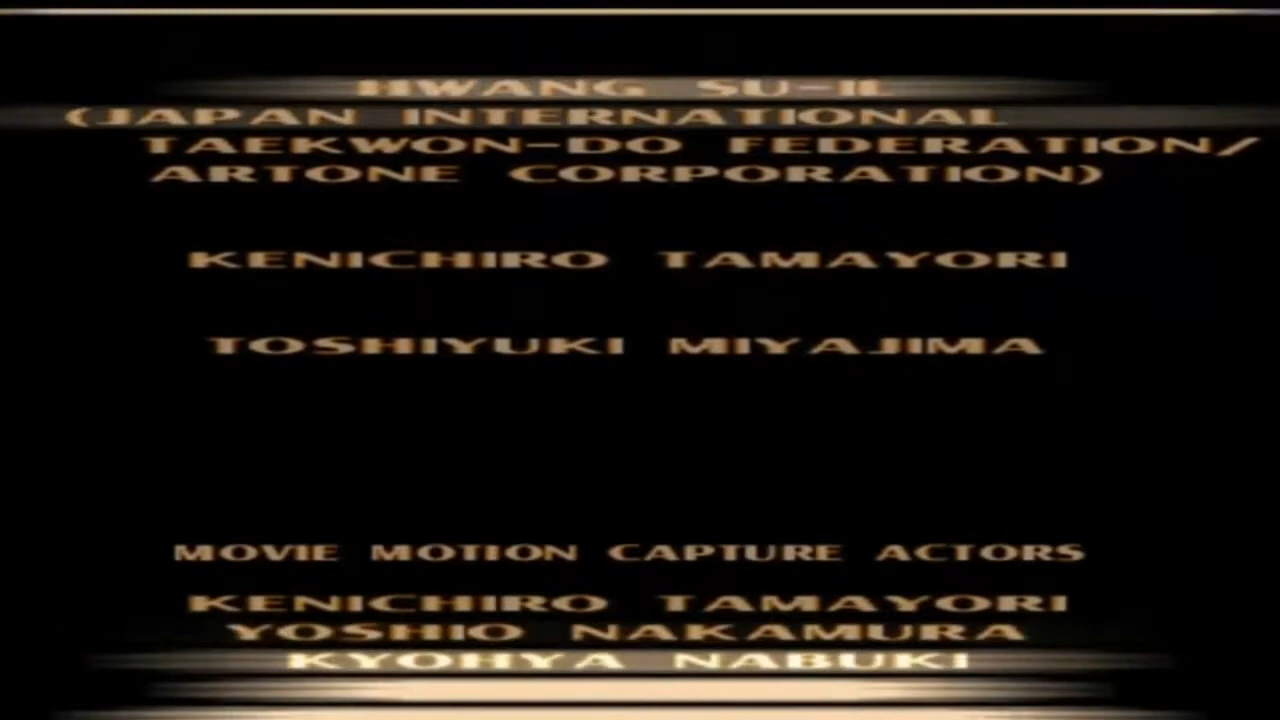 HWANG SU-IL
(JAPAN INTERNATIONAL
TAEKWON-DO FEDERATION/
ARTONE CORPORATION)
KENICHIRO TAMAYORI
TOSHIYUKI MIYAJIMA
MOVIE MOTION CAPTURE ACTORS
KENICHIRO TAMAYORI
YOSHIO NAKAMURA
KYOHYA NABUKI